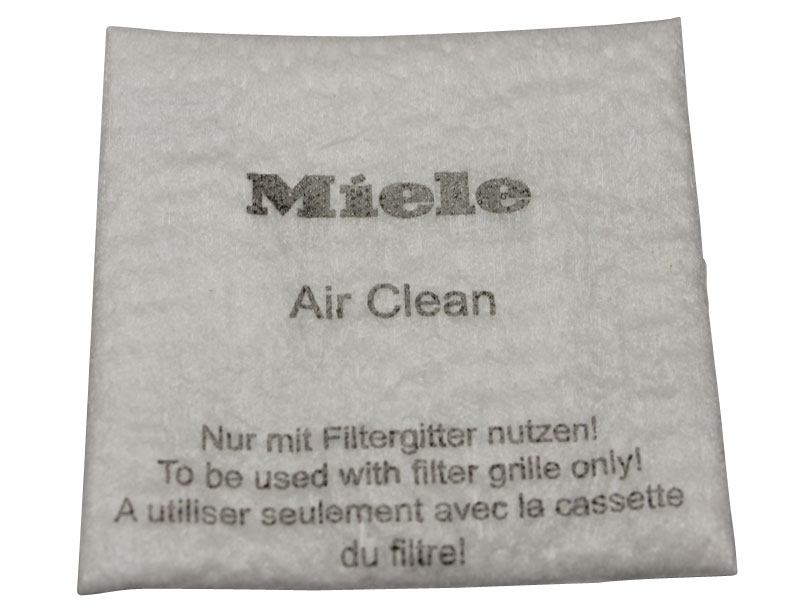 Miele
Air Clean
Nur mit Filtergitter nutzen!
To be used with filter grille only!
A utiliser seulement avec la cassette
du filtre!